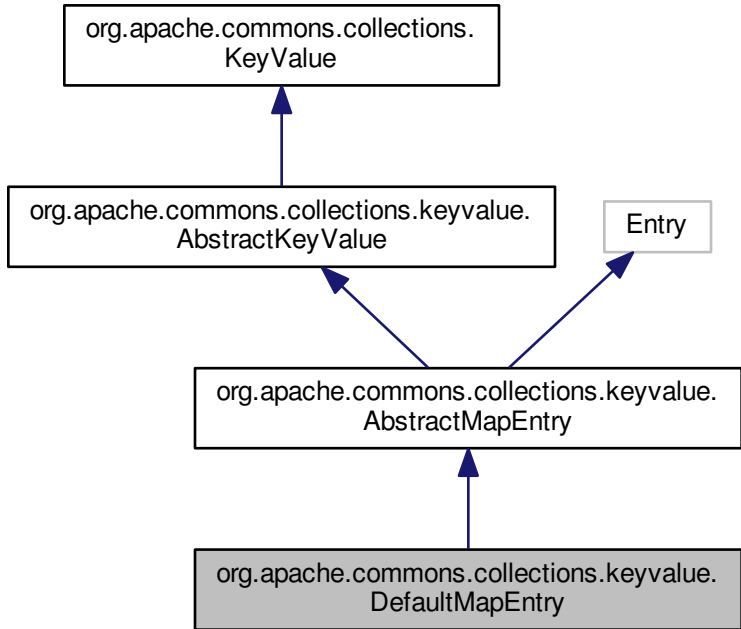 org.apache.commons.collections.
KeyValue
org.apache.commons.collections.keyvalue.
AbstractKeyValue
Entry
org.apache.commons.collections.keyvalue.
AbstractMapEntry
org.apache.commons.collections.keyvalue.
DefaultMapEntry